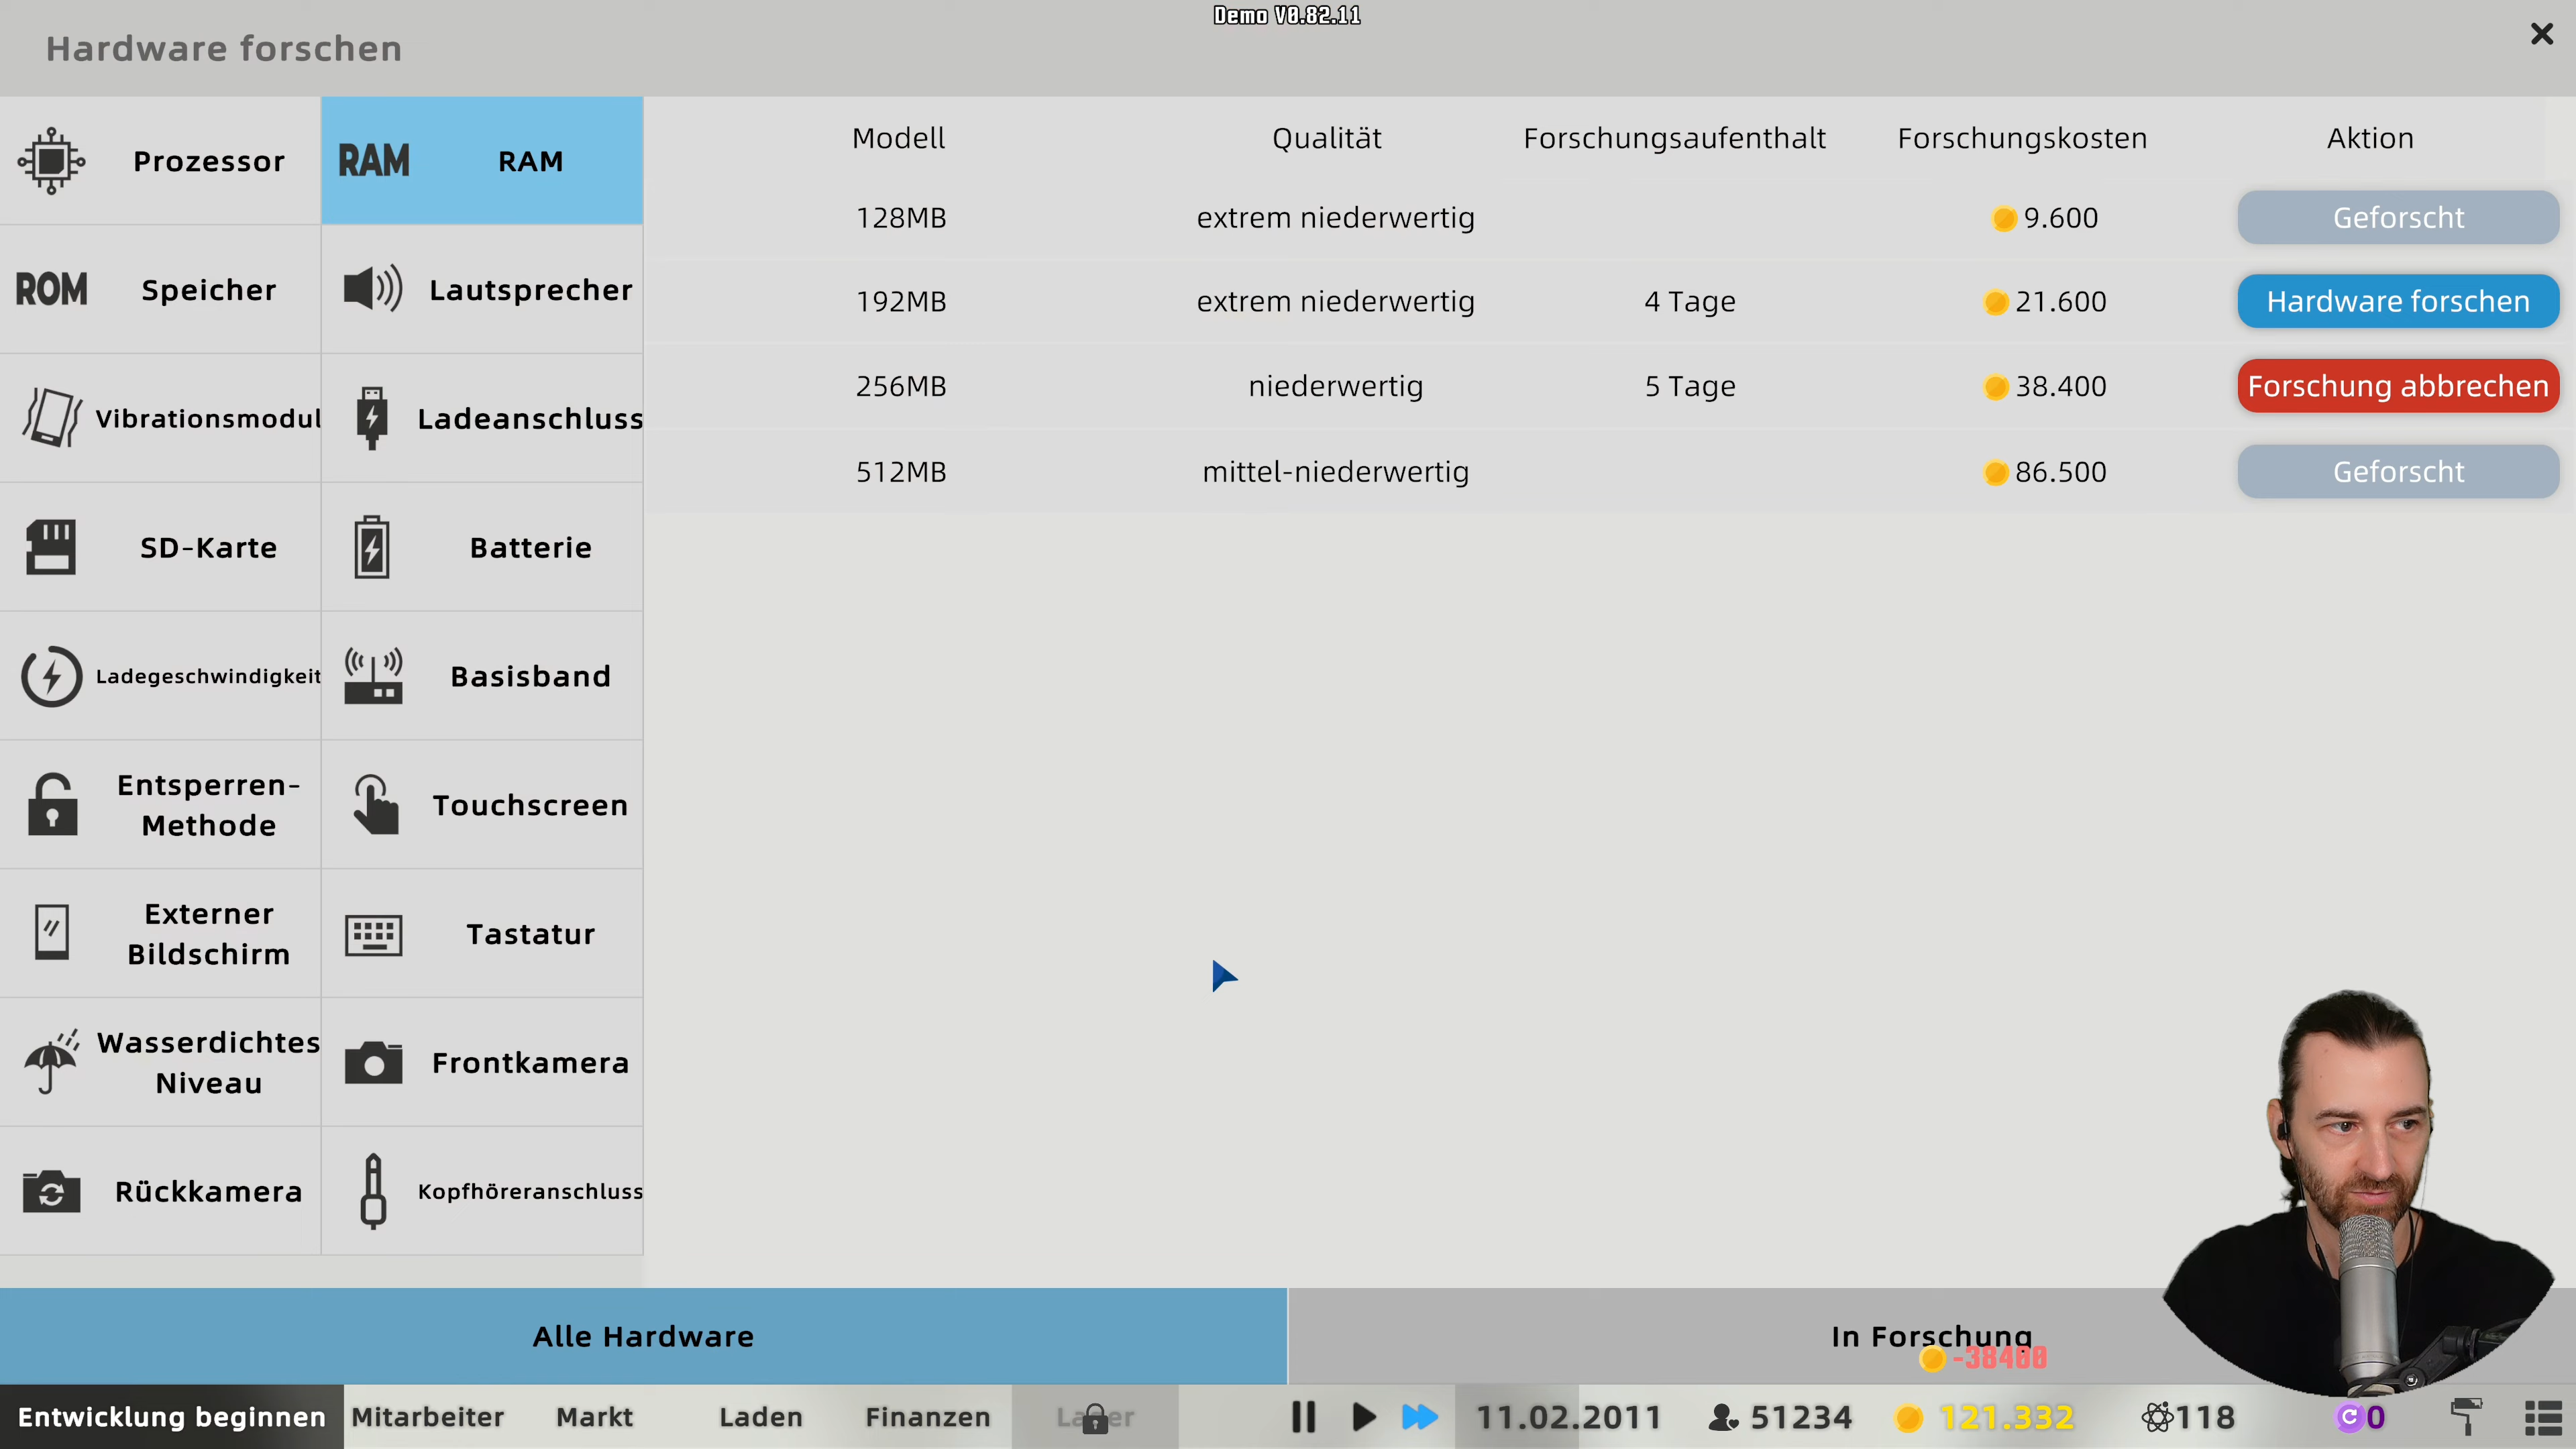 Demo V0.82.11
Hardware forschen
Prozessor
RAM RAM
ROM Speicher
Lautsprecher
Vibrationsmodul
Ladeanschluss
SD-Karte
Batterie
Ladegeschwindigkeit
Basisband
Entsperren-
Methode
Touchscreen
Externer
Bildschirm
Tastatur
Wasserdichtes
Niveau
Frontkamera
Rückkamera
Kopfhöreranschluss
Modell Qualität Forschungsaufenthalt Forschungskosten Aktion
128MB extrem niederwertig 9.600 Geforscht
192MB extrem niederwertig 4 Tage 21.600 Hardware forschen
256MB niederwertig 5 Tage 38.400 Forschung abbrechen
512MB mittel-niederwertig 86.500 Geforscht
Alle Hardware
In Forschung
-38400
Entwicklung beginnen Mitarbeiter Markt Laden Finanzen Lager 11.02.2011 51234 121.332 118 0